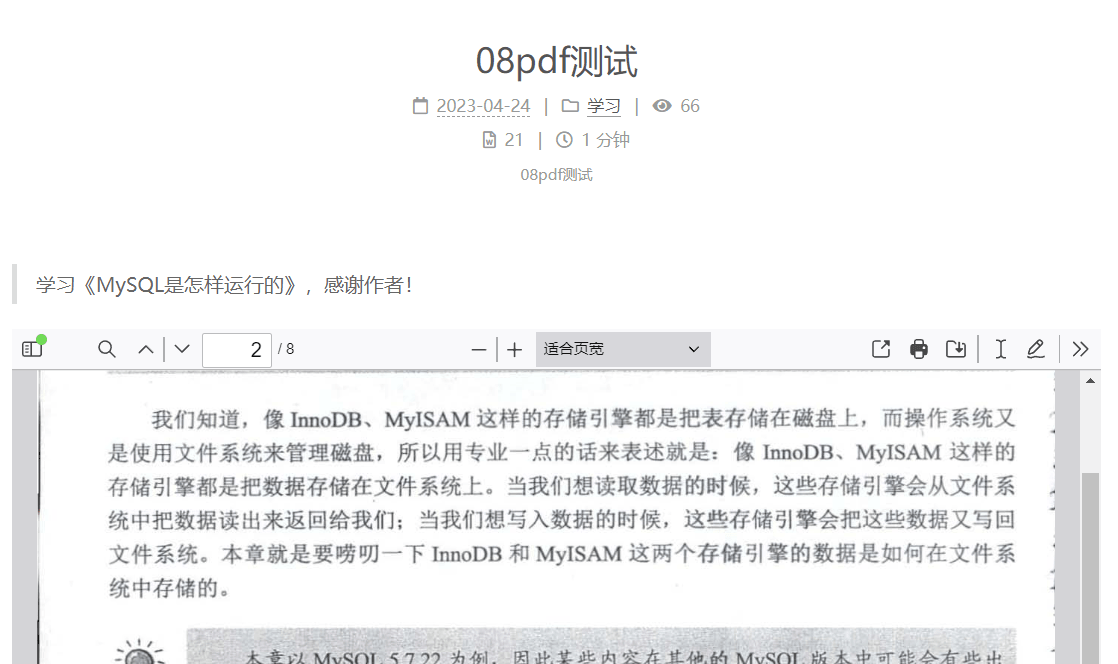 08pdf测试
2023-04-24 | 学习 | 66
21 | 1 分钟
08pdf测试
学习《MySQL是怎样运行的》，感谢作者！
2 / 8 适合页宽
我们知道，像 InnoDB、MyISAM 这样的存储引擎都是把表存储在磁盘上，而操作系统又
是使用文件系统来管理磁盘，所以用专业一点的话来表述就是：像 InnoDB、MyISAM 这样的
存储引擎都是把数据存储在文件系统上。当我们想读取数据的时候，这些存储引擎会从文件系
统中把数据读出来返回给我们；当我们想写入数据的时候，这些存储引擎会把这些数据又写回
文件系统。本章就是要唠叨一下 InnoDB 和 MyISAM 这两个存储引擎的数据是如何在文件系
统中存储的。
本章以 MySQL 5.7.22 为例，因此某些内容在其他的 MySQL 版本中可能会有些出